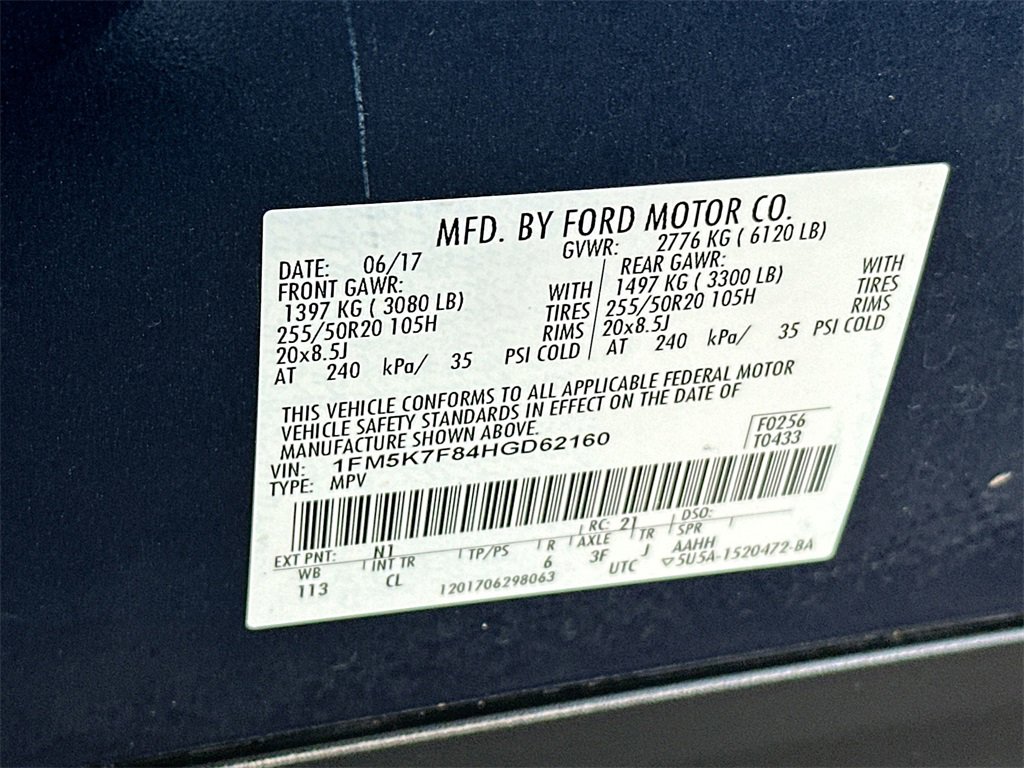 MFD. BY FORD MOTOR CO.
DATE: 06/17 GVWR: 2776 KG ( 6120 LB)
FRONT GAWR: REAR GAWR:
1397 KG ( 3080 LB) WITH 1497 KG ( 3300 LB) WITH
255/50R20 105H TIRES 255/50R20 105H TIRES
20x8.5J RIMS 20x8.5J RIMS
AT 240 kPa/ 35 PSI COLD AT 240 kPa/ 35 PSI COLD
THIS VEHICLE CONFORMS TO ALL APPLICABLE FEDERAL MOTOR
VEHICLE SAFETY STANDARDS IN EFFECT ON THE DATE OF
MANUFACTURE SHOWN ABOVE.
VIN: 1FM5K7F84HGD62160 F0256
TYPE: MPV T0433
EXT PNT: N1 RC: 21 DSO:
WB INT TR TP/PS R AXLE TR SPR
113 CL 6 3F J AAHH
1201706298063 UTC ▽5U5A-1520472-BA